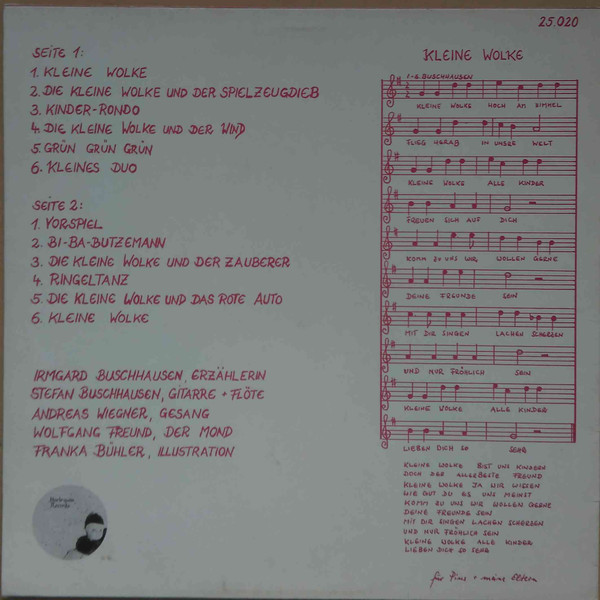 25.020
SEITE 1:
1. KLEINE WOLKE
2. DIE KLEINE WOLKE UND DER SPIELZEUGDIEB
3. KINDER-RONDO
4. DIE KLEINE WOLKE UND DER WIND
5. GRÜN GRÜN GRÜN
6. KLEINES DUO
SEITE 2:
1. VORSPIEL
2. BI-BA-BUTZEMANN
3. DIE KLEINE WOLKE UND DER ZAUBERER
4. RINGELTANZ
5. DIE KLEINE WOLKE UND DAS ROTE AUTO
6. KLEINE WOLKE
IRMGARD BUSCHHAUSEN, ERZÄHLERIN
STEFAN BUSCHHAUSEN, GITARRE + FLÖTE
ANDREAS WIEGNER, GESANG
WOLFGANG FREUND, DER MOND
FRANKA BÜHLER, ILLUSTRATION
KLEINE WOLKE
BUSCHHAUSEN
KLEINE WOLKE HOCH AM HIMMEL
FLIEG HERAB IN UNSRE WELT
KLEINE WOLKE ALLE KINDER
FREUEN SICH AUF DICH
KOMM ZU UNS WIR WOLLEN GERNE
DEINE FREUNDE SEIN
MIT DIR SINGEN LACHEN SCHERZEN
UND NUR FRÖHLICH SEIN
KLEINE WOLKE ALLE KINDER
LIEBEN DICH SO SEHR
KLEINE WOLKE BIST UNS KINDERN
DOCH DER ALLERBESTE FREUND
KLEINE WOLKE JA WIR WISSEN
WIE GUT DU ES UNS MEINST
KOMM ZU UNS WIR WOLLEN GERNE
DEINE FREUNDE SEIN
MIT DIR SINGEN LACHEN SCHERZEN
UND NUR FRÖHLICH SEIN
KLEINE WOLKE ALLE KINDER
LIEBEN DICH SO SEHR
für + meine Eltern